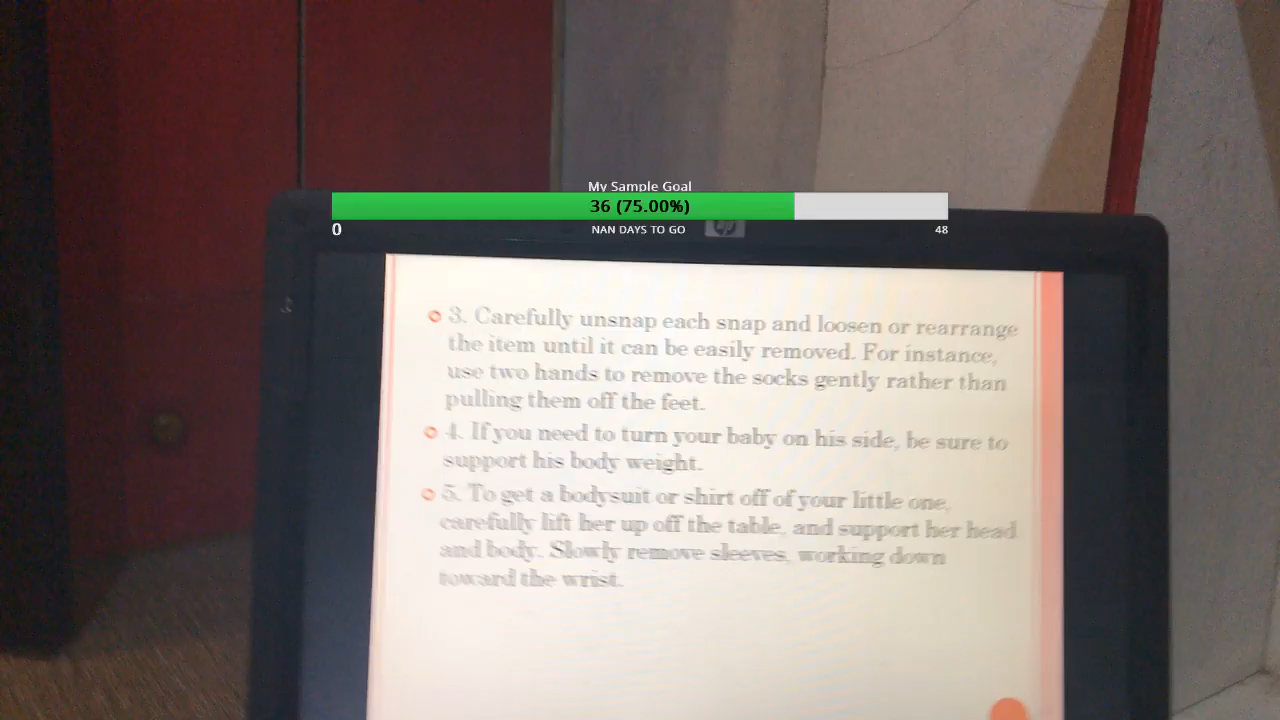 My Sample Goal
36 (75.00%)
0
NAN DAYS TO GO
48
hp
3. Carefully unsnap each snap and loosen or rearrange
the item until it can be easily removed. For instance,
use two hands to remove the socks gently rather than
pulling them off the feet.
4. If you need to turn your baby on his side, be sure to
support his body weight.
5. To get a bodysuit or shirt off of your little one,
carefully lift her up off the table, and support her head
and body. Slowly remove sleeves, working down
toward the wrist.